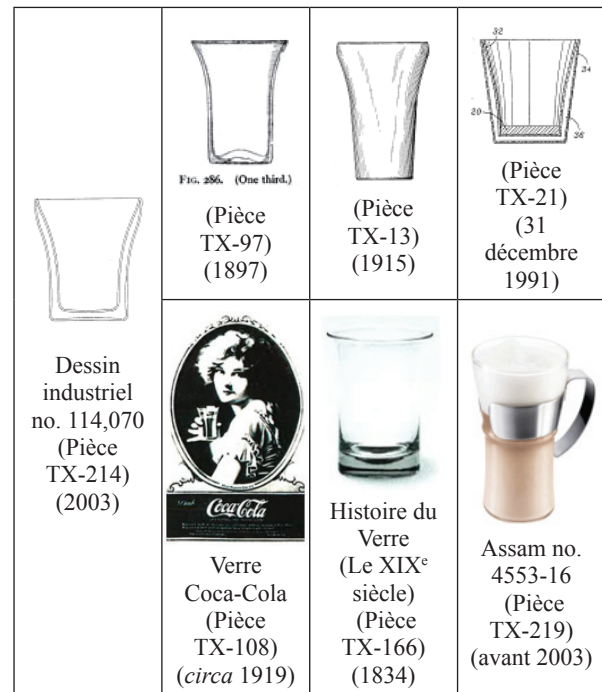 Dessin
industriel
no. 114,070
(Pièce
TX-214)
(2003)
FIG. 286. (One third.)
(Pièce
TX-97)
(1897)
(Pièce
TX-13)
(1915)
32
34
20
(Pièce
TX-21)
(31
décembre
1991)
Coca-Cola
Verre
Coca-Cola
(Pièce
TX-108)
(circa 1919)
Histoire du
Verre
(Le XIXe
siècle)
(Pièce
TX-166)
(1834)
Assam no.
4553-16
(Pièce
TX-219)
(avant 2003)